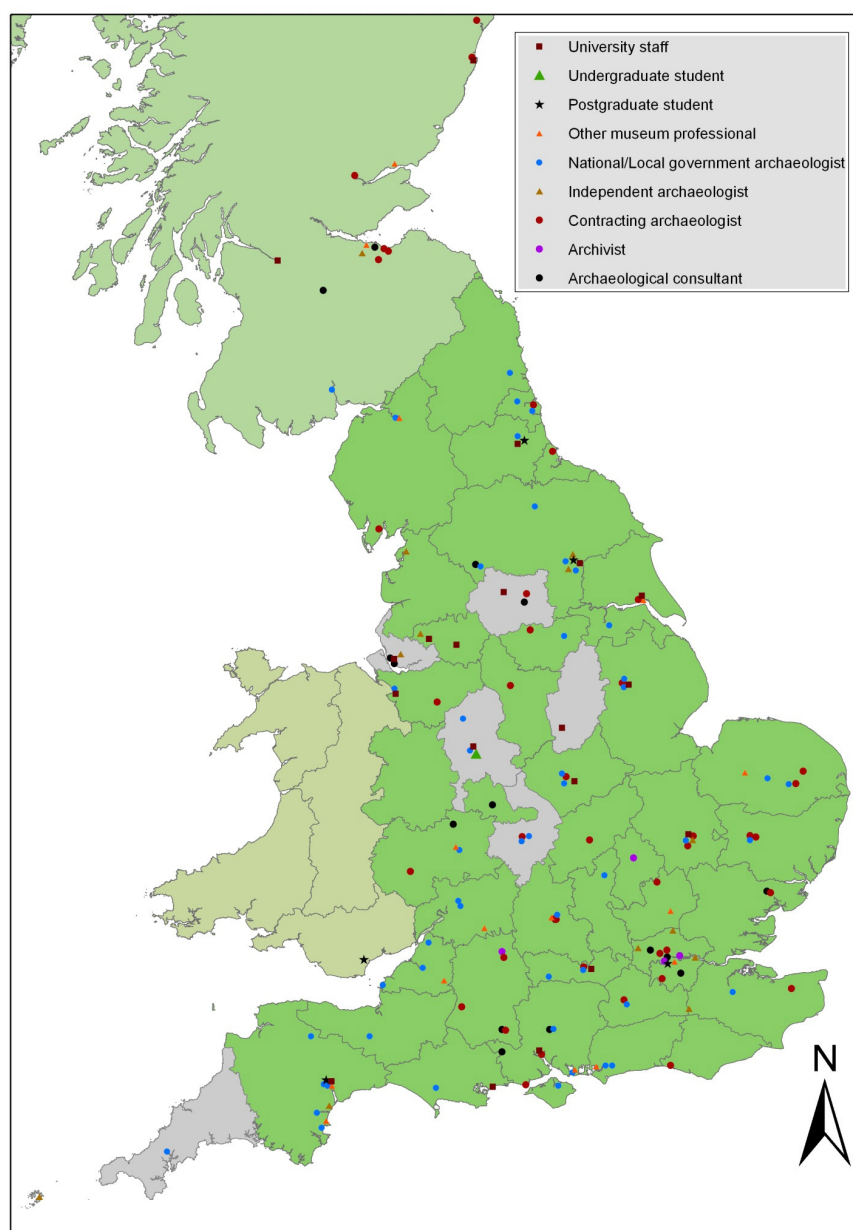 University staff
Undergraduate student
Postgraduate student
Other museum professional
National/Local government archaeologist
Independent archaeologist
Contracting archaeologist
Archivist
Archaeological consultant
N